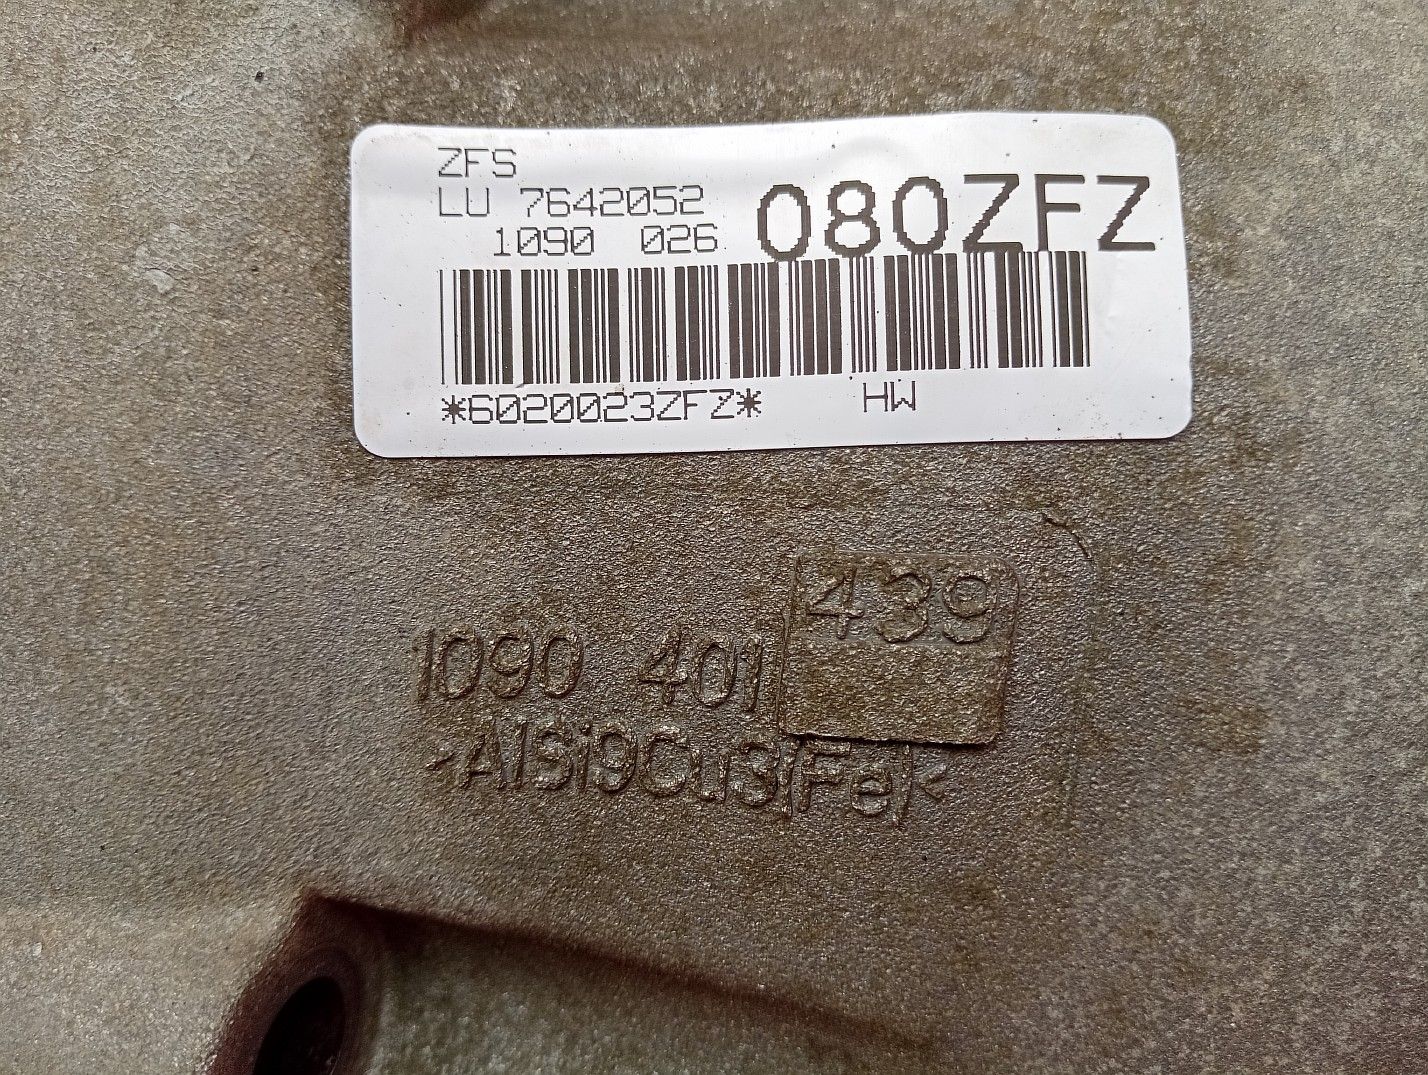 ZFS
LU 7642052
1090 026
080ZFZ
*6020023ZFZ*
HW
439
1090 401
>AlSi9Cu3(Fe)<